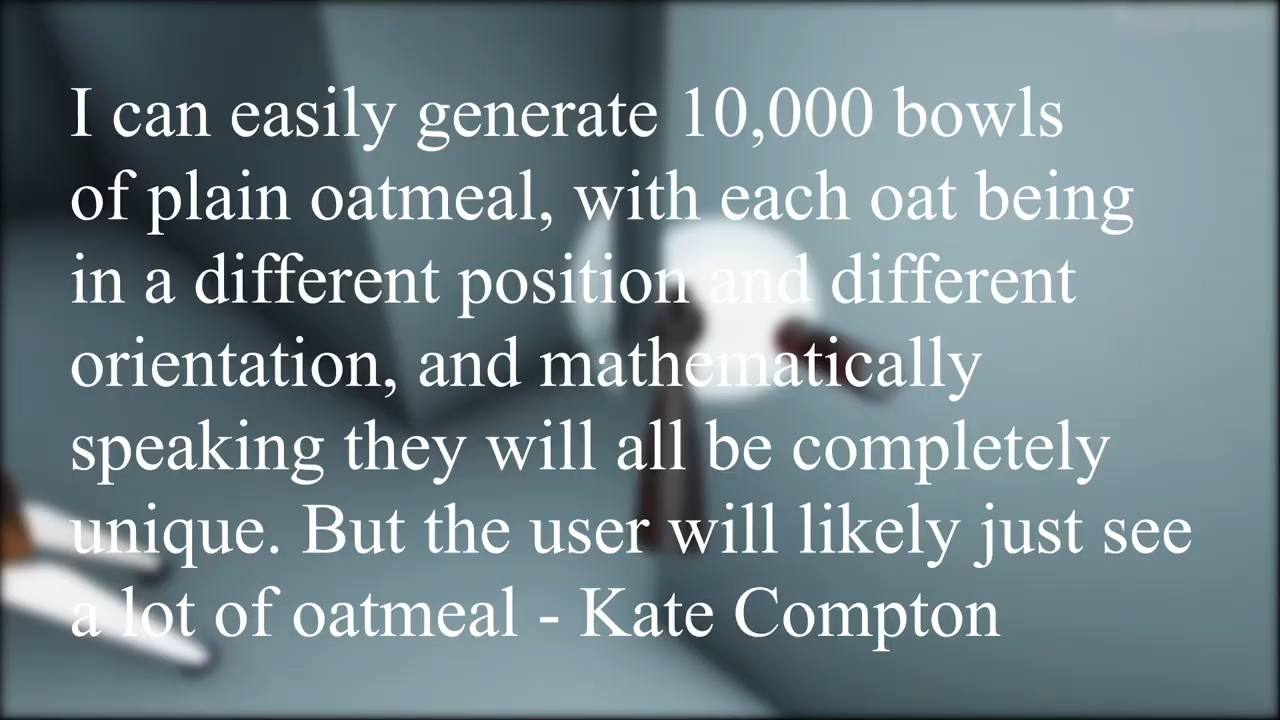 I can easily generate 10,000 bowls
of plain oatmeal, with each oat being
in a different position and different
orientation, and mathematically
speaking they will all be completely
unique. But the user will likely just see
a lot of oatmeal - Kate Compton